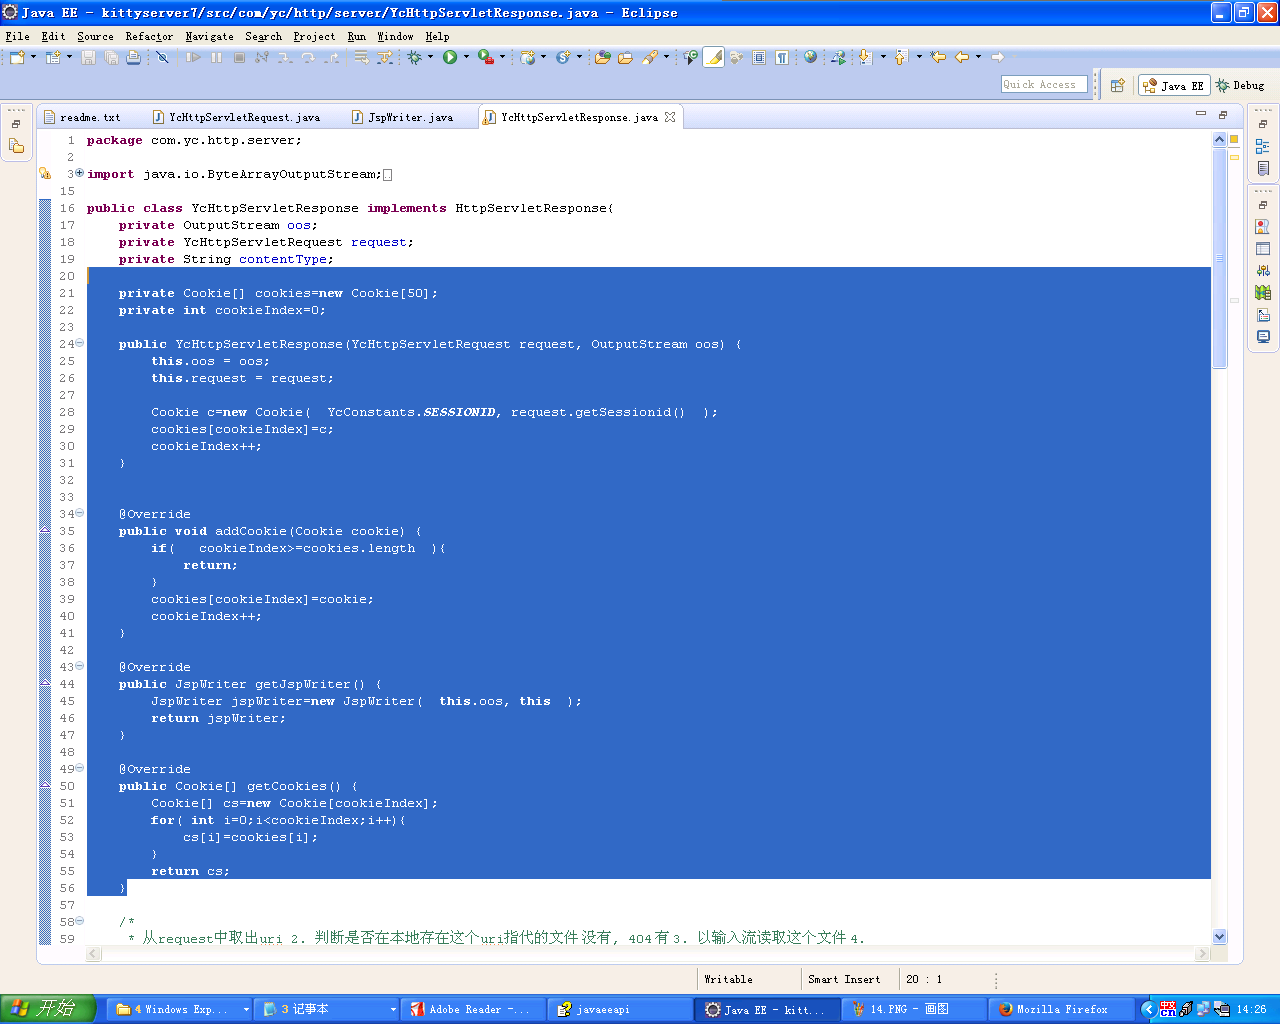 Java EE - kittyserver7/src/com/yc/http/server/YcHttpServletResponse.java - Eclipse
File Edit Source Refactor Navigate Search Project Run Window Help
Quick Access
Java EE
Debug
readme.txt
YcHttpServletRequest.java
JspWriter.java
YcHttpServletResponse.java
1 package com.yc.http.server;
2
3 import java.io.ByteArrayOutputStream;
15
16 public class YcHttpServletResponse implements HttpServletResponse{
17 private OutputStream oos;
18 private YcHttpServletRequest request;
19 private String contentType;
20
21 private Cookie[] cookies=new Cookie[50];
22 private int cookieIndex=0;
23
24 public YcHttpServletResponse(YcHttpServletRequest request, OutputStream oos) {
25 this.oos = oos;
26 this.request = request;
27
28 Cookie c=new Cookie( YcConstants.SESSIONID, request.getSessionid() );
29 cookies[cookieIndex]=c;
30 cookieIndex++;
31 }
32
33
34 @Override
35 public void addCookie(Cookie cookie) {
36 if( cookieIndex>=cookies.length ){
37 return;
38 }
39 cookies[cookieIndex]=cookie;
40 cookieIndex++;
41 }
42
43 @Override
44 public JspWriter getJspWriter() {
45 JspWriter jspWriter=new JspWriter( this.oos, this );
46 return jspWriter;
47 }
48
49 @Override
50 public Cookie[] getCookies() {
51 Cookie[] cs=new Cookie[cookieIndex];
52 for( int i=0;i<cookieIndex;i++){
53 cs[i]=cookies[i];
54 }
55 return cs;
56 }
57
58 /*
59 * 从request中取出uri 2. 判断是否在本地存在这个uri指代的文件 没有, 404 有 3. 以输入流读取这个文件 4.
Writable
Smart Insert
20 : 1
开始
4 Windows Exp...
3 记事本
Adobe Reader -...
javaeeapi
Java EE - kitt...
14.PNG - 画图
Mozilla Firefox
14:26